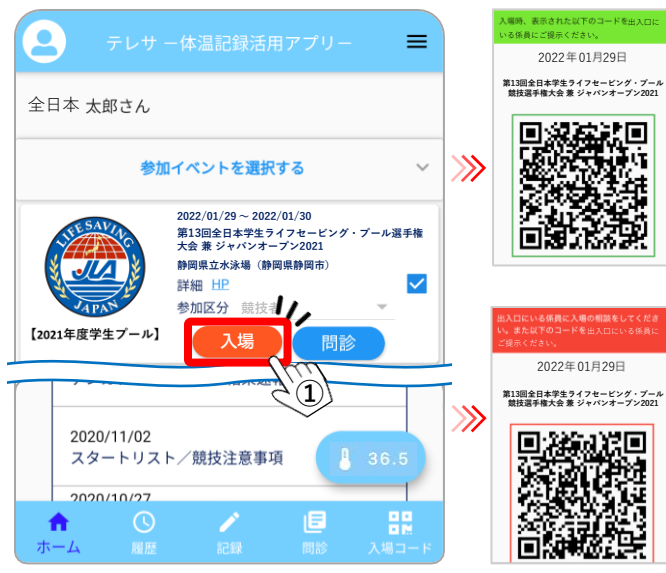 テレサ ー体温記録活用アプリー
全日本 太郎さん
参加イベントを選択する
LIFE SAVING
JLA
JAPAN
【2021年度学生プール】
2022/01/29 ~ 2022/01/30
第13回全日本学生ライフセービング・プール選手権
大会 兼 ジャパンオープン2021
静岡県立水泳場（静岡県静岡市）
詳細 HP
参加区分 競技者
入場
問診
①
2020/11/02
スタートリスト／競技注意事項
36.5
2020/10/27
ホーム
履歴
記録
問診
入場コード
入場時、表示された以下のコードを出入口に
いる係員にご提示ください。
2022年01月29日
第13回全日本学生ライフセービング・プール
競技選手権大会 兼 ジャパンオープン2021
出入口にいる係員に入場の相談をしてくださ
い。また以下のコードを出入口にいる係員に
ご提示ください。
2022年01月29日
第13回全日本学生ライフセービング・プール
競技選手権大会 兼 ジャパンオープン2021